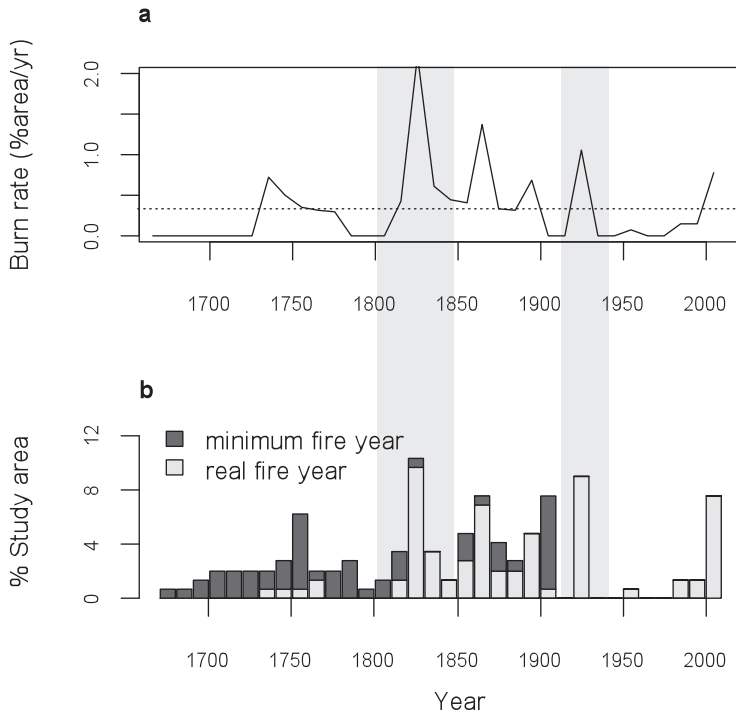 a
Burn rate (%area/yr)
2.0
1.0
0.0
1700 1750 1800 1850 1900 1950 2000
b
% Study area
12
8
4
0
minimum fire year
real fire year
1700 1750 1800 1850 1900 1950 2000
Year